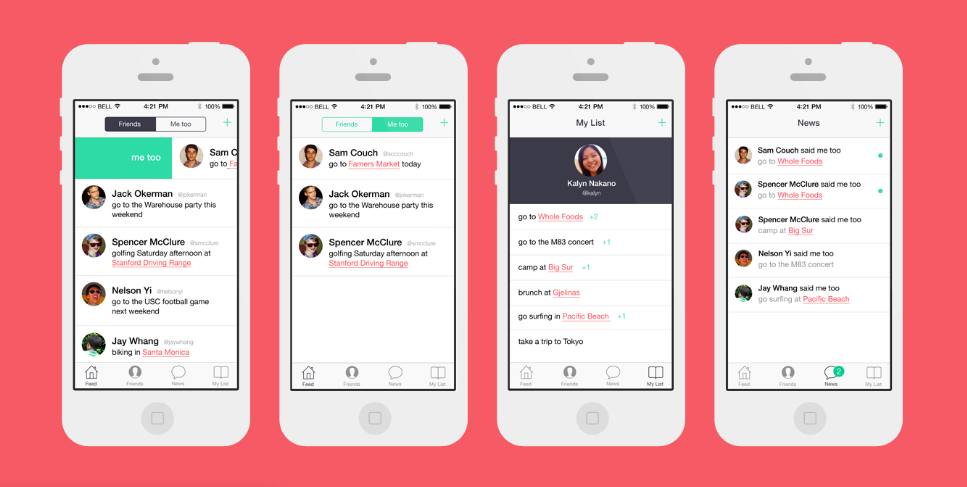 ●●●○○ BELL 4:21 PM 100%
Friends Me too +
me too
Sam C
go to Fa
Jack Okerman @jokerman
go to the Warehouse party this
weekend
Spencer McClure @smcclure
golfing Saturday afternoon at
Stanford Driving Range
Nelson Yi @nelsonyi
go to the USC football game
next weekend
Jay Whang @jaywhang
biking in Santa Monica
Feed Friends News My List
●●●○○ BELL 4:21 PM 100%
Friends Me too +
Sam Couch @scccouch
go to Famers Market today
Jack Okerman @jokerman
go to the Warehouse party this
weekend
Spencer McClure @smcclure
golfing Saturday afternoon at
Stanford Driving Range
Feed Friends News My List
●●●○○ BELL 4:21 PM 100%
My List +
Kalyn Nakano
@kalyn
go to Whole Foods +2
go to the M83 concert +1
camp at Big Sur +1
brunch at Gjelinas
go surfing in Pacific Beach +1
take a trip to Tokyo
Feed Friends News My List
●●●○○ BELL 4:21 PM 100%
News +
Sam Couch said me too
go to Whole Foods
Spencer McClure said me too
go to Whole Foods
Spencer McClure said me too
camp at Big Sur
Nelson Yi said me too
go to the M83 concert
Jay Whang said me too
go surfing at Pacific Beach
2
Feed Friends News My List